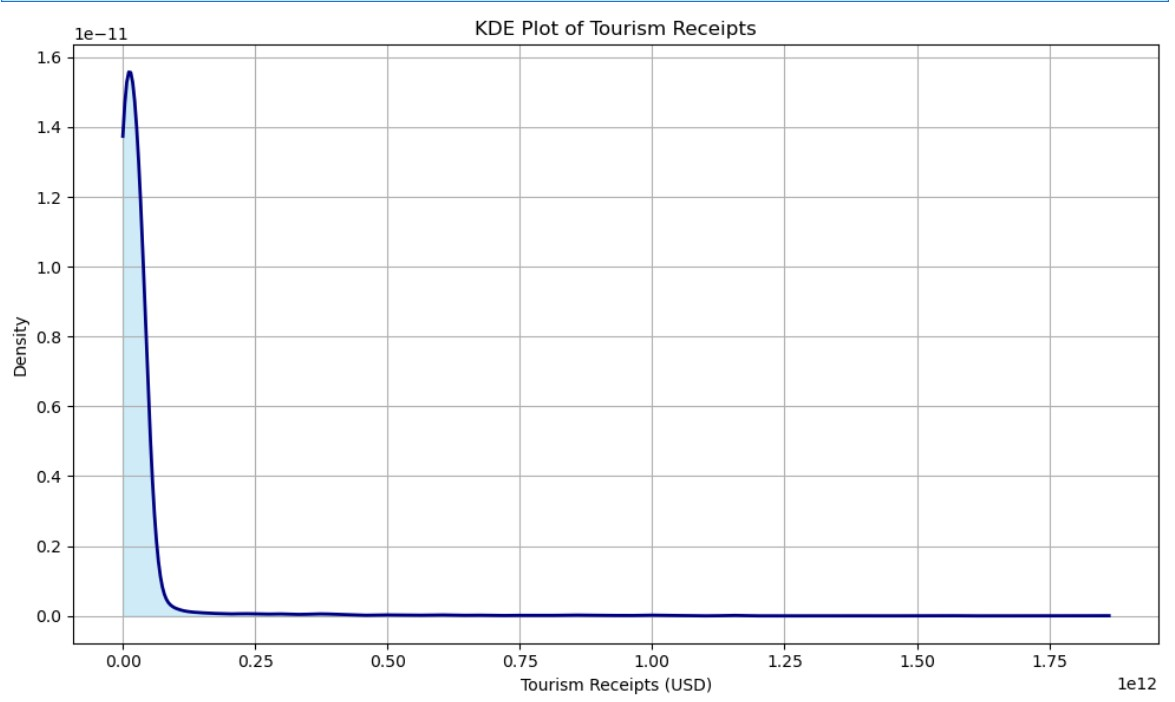 KDE Plot of Tourism Receipts
1e−11
1.6
1.4
1.2
1.0
0.8
0.6
0.4
0.2
0.0
Density
0.00 0.25 0.50 0.75 1.00 1.25 1.50 1.75
Tourism Receipts (USD)
1e12